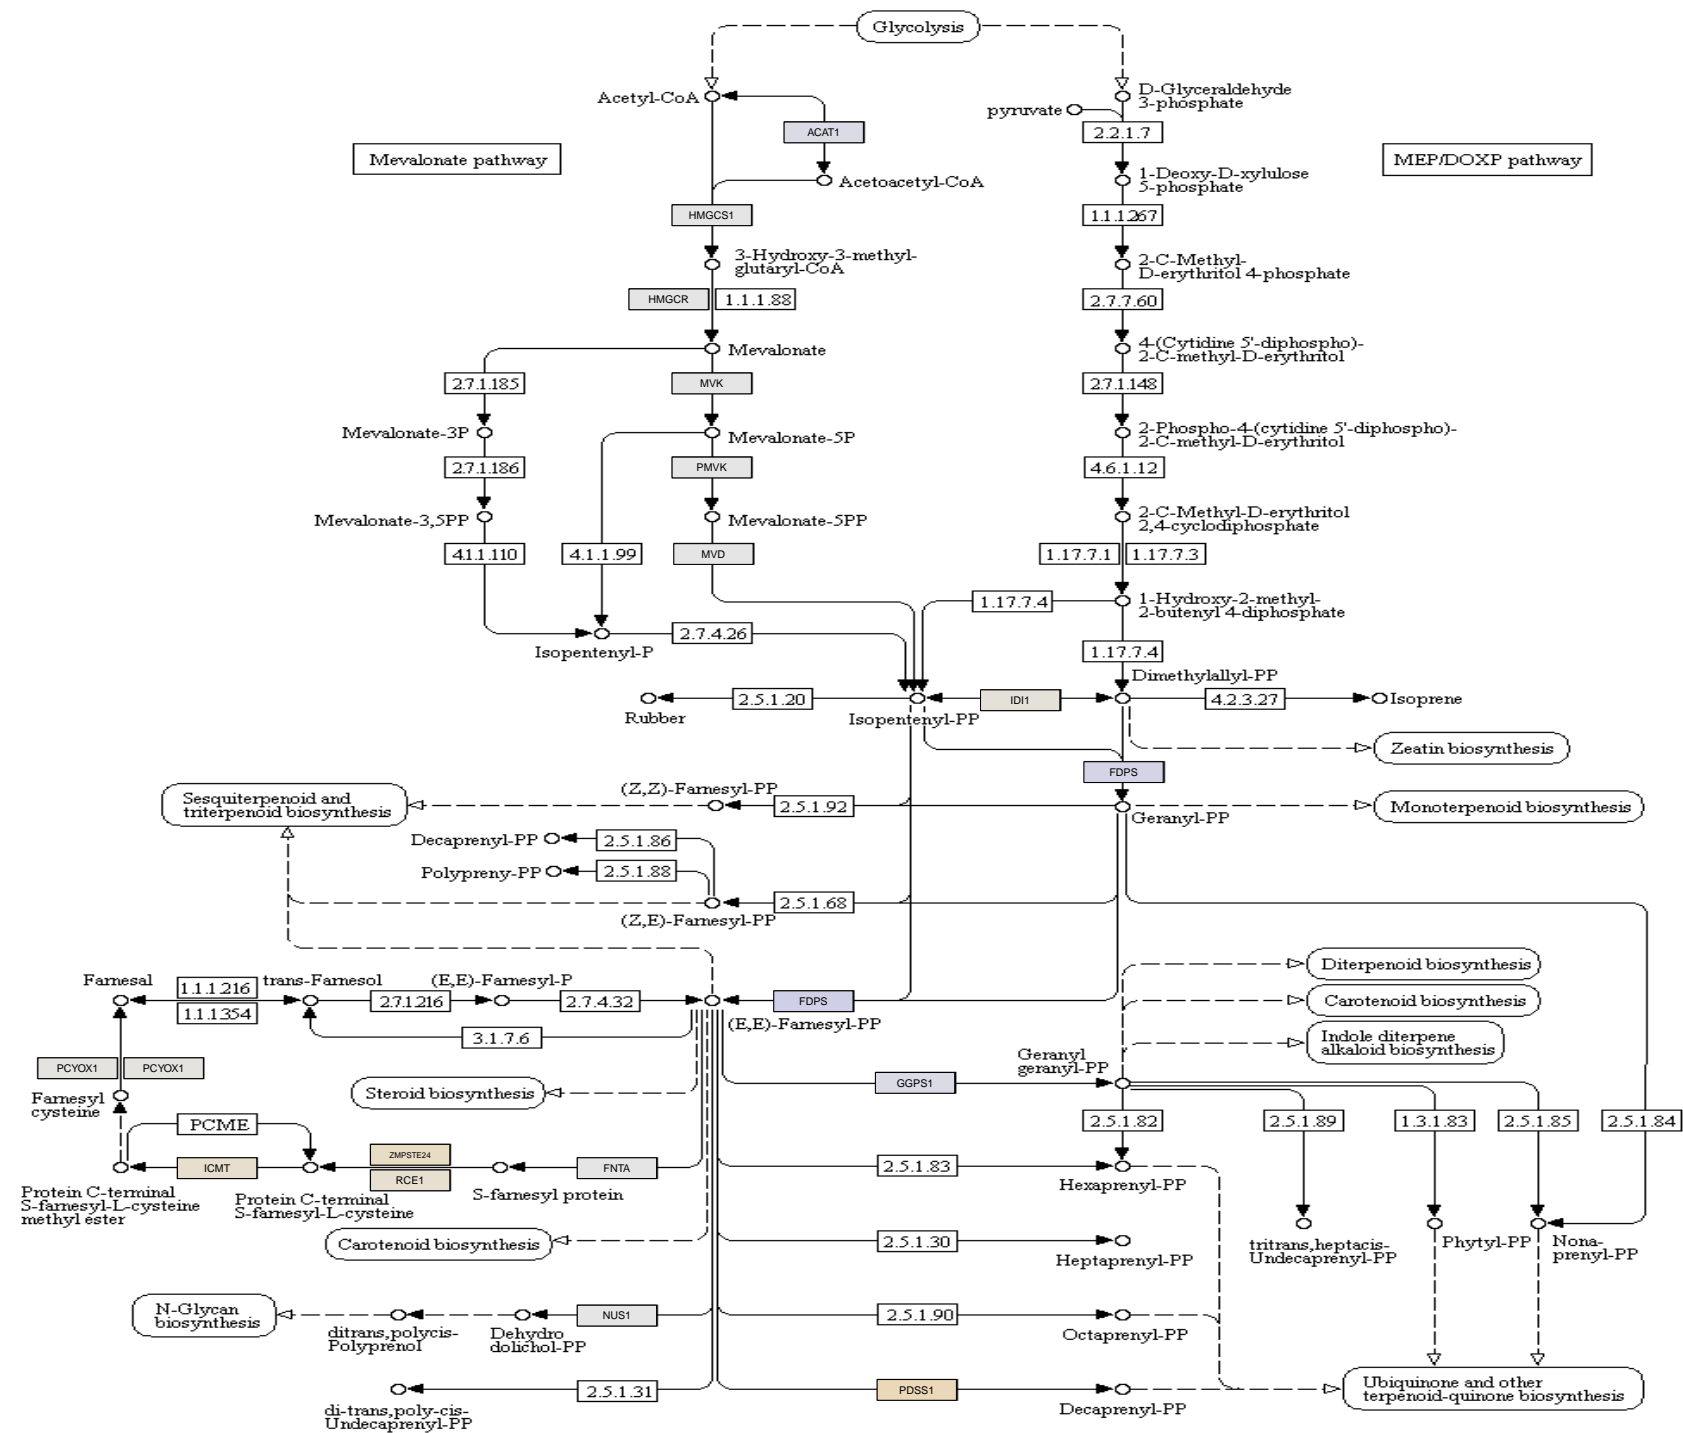 Glycolysis
Acetyl-CoA
D-Glyceraldehyde
3-phosphate
pyruvate
ACAT1
2.2.1.7
Mevalonate pathway
MEP/DOXP pathway
Acetoacetyl-CoA
1-Deoxy-D-xylulose
5-phosphate
HMGCS1
1.1.1.267
3-Hydroxy-3-methyl-
glutaryl-CoA
2-C-Methyl-
D-erythritol 4-phosphate
HMGCR
1.1.1.88
2.7.7.60
Mevalonate
4-(Cytidine 5'-diphospho)-
2-C-methyl-D-erythritol
2.7.1.185
MVK
2.7.1.148
Mevalonate-3P
Mevalonate-5P
2-Phospho-4-(cytidine 5'-diphospho)-
2-C-methyl-D-erythritol
2.7.1.186
PMVK
4.6.1.12
Mevalonate-3,5PP
Mevalonate-5PP
2-C-Methyl-D-erythritol
2,4-cyclodiphosphate
4.1.1.110
4.1.1.99
MVD
1.17.7.1
1.17.7.3
1.17.7.4
1-Hydroxy-2-methyl-
2-butenyl 4-diphosphate
2.7.4.26
Isopentenyl-P
1.17.7.4
Dimethylallyl-PP
2.5.1.20
IDI1
4.2.3.27
Isoprene
Rubber
Isopentenyl-PP
Zeatin biosynthesis
FDPS
(Z,Z)-Farnesyl-PP
Sesquiterpenoid and
triterpenoid biosynthesis
2.5.1.92
Geranyl-PP
Monoterpenoid biosynthesis
Decaprenyl-PP
2.5.1.86
Polypreny-PP
2.5.1.88
2.5.1.68
(Z,E)-Farnesyl-PP
Diterpenoid biosynthesis
Farnesal
1.1.1.216
trans-Farnesol
(E,E)-Farnesyl-P
2.7.1.216
2.7.4.32
FDPS
Carotenoid biosynthesis
1.1.1.354
(E,E)-Farnesyl-PP
3.1.7.6
Indole diterpene
alkaloid biosynthesis
PCYOX1
PCYOX1
Geranyl
geranyl-PP
GGPS1
Farnesyl
cysteine
Steroid biosynthesis
PCME
2.5.1.82
2.5.1.89
1.3.1.83
2.5.1.85
2.5.1.84
ZMPSTE24
ICMT
RCE1
FNTA
2.5.1.83
Protein C-terminal
S-farnesyl-L-cysteine
methyl ester
Protein C-terminal
S-farnesyl-L-cysteine
S-farnesyl protein
Hexaprenyl-PP
Carotenoid biosynthesis
2.5.1.30
Heptaprenyl-PP
tritrans,heptacis-
Undecaprenyl-PP
Phytyl-PP
Nona-
prenyl-PP
N-Glycan
biosynthesis
NUS1
2.5.1.90
ditrans,polycis-
Polyprenol
Dehydro
dolichol-PP
Octaprenyl-PP
2.5.1.31
PDSS1
Ubiquinone and other
terpenoid-quinone biosynthesis
di-trans,poly-cis-
Undecaprenyl-PP
Decaprenyl-PP